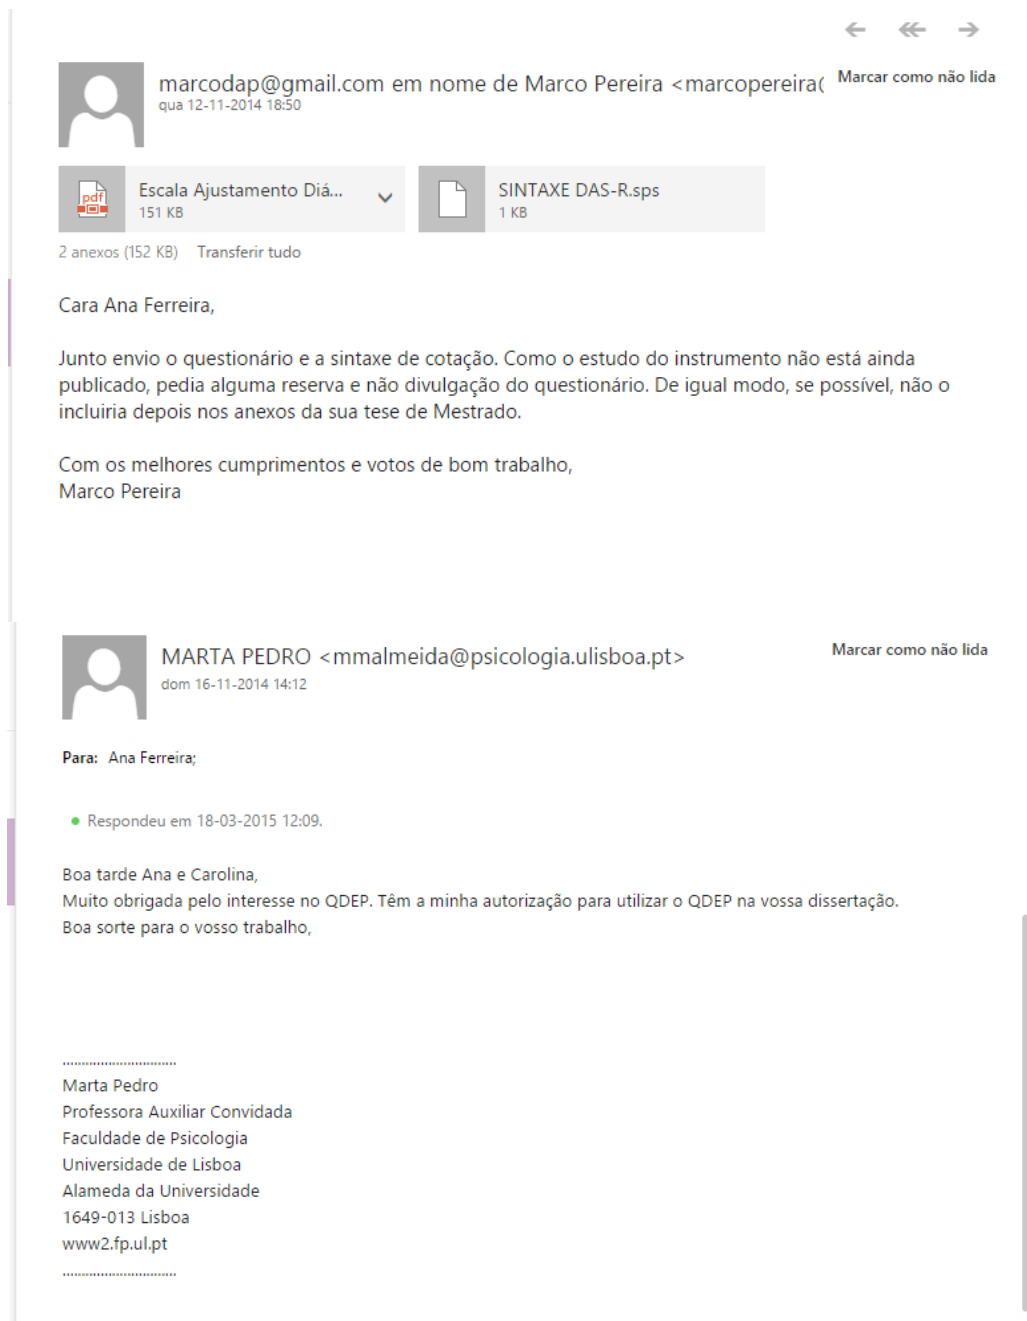 marcodap@gmail.com em nome de Marco Pereira <marcopereira(
Marcar como não lida
qua 12-11-2014 18:50
pdf
Escala Ajustamento Diá...
151 KB
SINTAXE DAS-R.sps
1 KB
2 anexos (152 KB) Transferir tudo
Cara Ana Ferreira,
Junto envio o questionário e a sintaxe de cotação. Como o estudo do instrumento não está ainda
publicado, pedia alguma reserva e não divulgação do questionário. De igual modo, se possível, não o
incluiria depois nos anexos da sua tese de Mestrado.
Com os melhores cumprimentos e votos de bom trabalho,
Marco Pereira
MARTA PEDRO <mmalmeida@psicologia.ulisboa.pt>
Marcar como não lida
dom 16-11-2014 14:12
Para: Ana Ferreira;
Respondeu em 18-03-2015 12:09.
Boa tarde Ana e Carolina,
Muito obrigada pelo interesse no QDEP. Têm a minha autorização para utilizar o QDEP na vossa dissertação.
Boa sorte para o vosso trabalho,
..............................
Marta Pedro
Professora Auxiliar Convidada
Faculdade de Psicologia
Universidade de Lisboa
Alameda da Universidade
1649-013 Lisboa
www2.fp.ul.pt
..............................